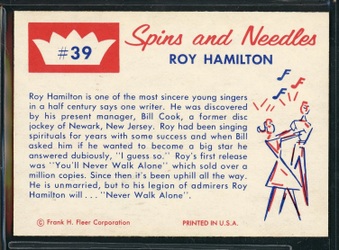 #39
Spins and Needles
ROY HAMILTON
Roy Hamilton is one of the most sincere young singers
in a half century says one writer. He was discovered
by his present manager, Bill Cook, a former disc
jockey of Newark, New Jersey. Roy had been singing
spirituals for years with some success and when Bill
asked him if he wanted to become a big star he
answered dubiously, "I guess so." Roy's first release
was "You'll Never Walk Alone" which sold over a
million copies. Since then it's been uphill all the way.
He is unmarried, but to his legion of admirers Roy
Hamilton will . . . "Never Walk Alone".
© Frank H. Fleer Corporation
PRINTED IN U.S.A.